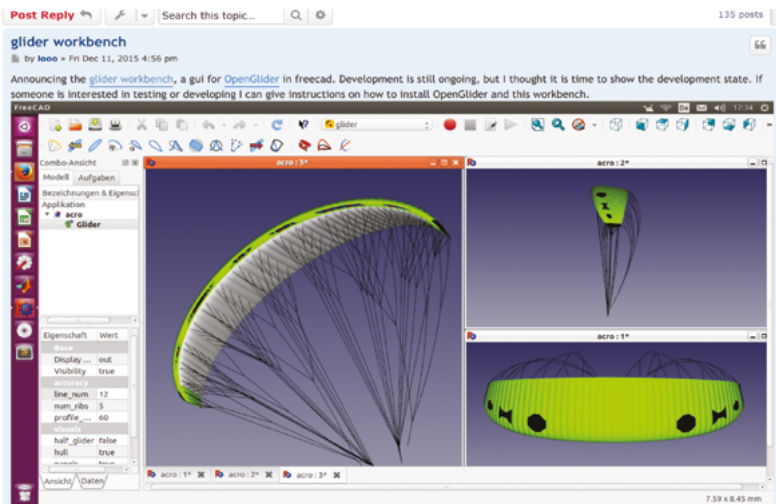 Post Reply
Search this topic...
135 posts
glider workbench
by looo » Fri Dec 11, 2015 4:56 pm
Announcing the glider workbench, a gui for OpenGlider in freecad. Development is still ongoing, but I thought it is time to show the development state. If
someone is interested in testing or developing I can give instructions on how to install OpenGlider and this workbench.
FreeCAD
De
17:34
glider
Combo-Ansicht
acro : 3*
acro : 2*
Modell
Aufgaben
Bezeichnungen & Eigensch
Applikation
acro
Glider
acro : 1*
Eigenschaft Wert
Base
Display ... out
Visibility true
accuracy
line_num 12
num_ribs 5
profile_... 60
visuals
half_glider false
hull true
Ansicht Daten
acro : 1*
acro : 2*
acro : 3*
7.59 x 8.45 mm